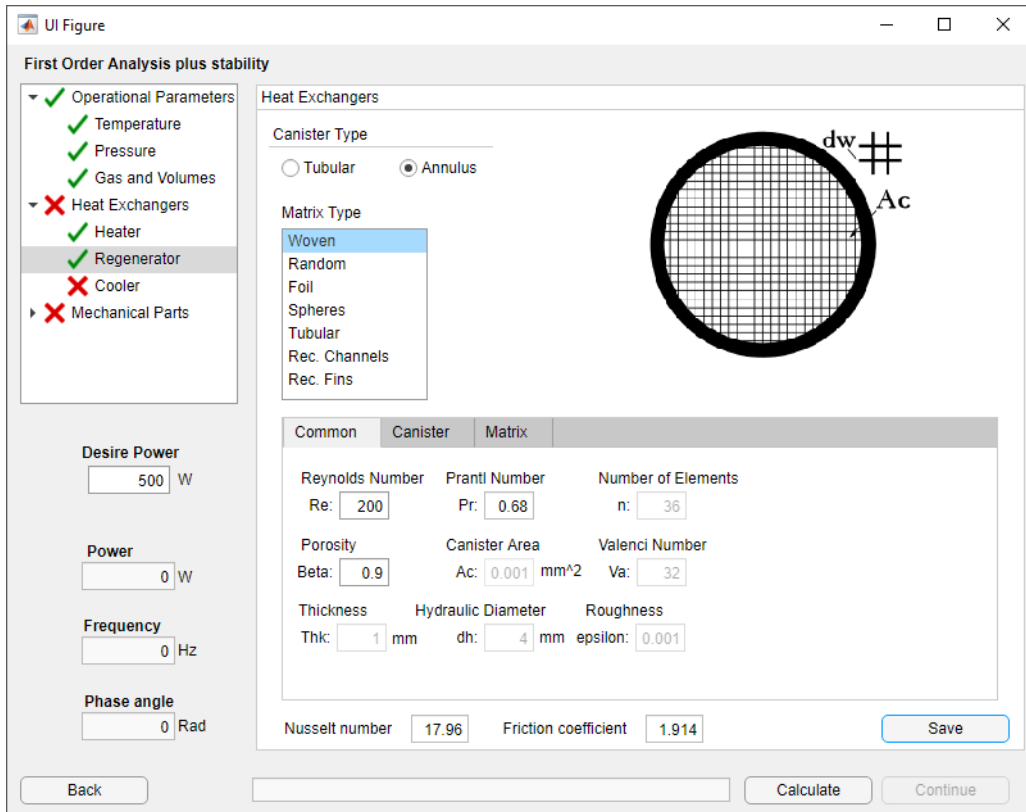 UI Figure
First Order Analysis plus stability
Operational Parameters
Temperature
Pressure
Gas and Volumes
Heat Exchangers
Heater
Regenerator
Cooler
Mechanical Parts
Desire Power
500 W
Power
0 W
Frequency
0 Hz
Phase angle
0 Rad
Heat Exchangers
Canister Type
Tubular Annulus
Matrix Type
Woven
Random
Foil
Spheres
Tubular
Rec. Channels
Rec. Fins
dw
Ac
Common Canister Matrix
Reynolds Number Prantl Number Number of Elements
Re: 200 Pr: 0.68 n: 36
Porosity Canister Area Valenci Number
Beta: 0.9 Ac: 0.001 mm^2 Va: 32
Thickness Hydraulic Diameter Roughness
Thk: 1 mm dh: 4 mm epsilon: 0.001
Nusselt number 17.96 Friction coefficient 1.914 Save
Back Calculate Continue